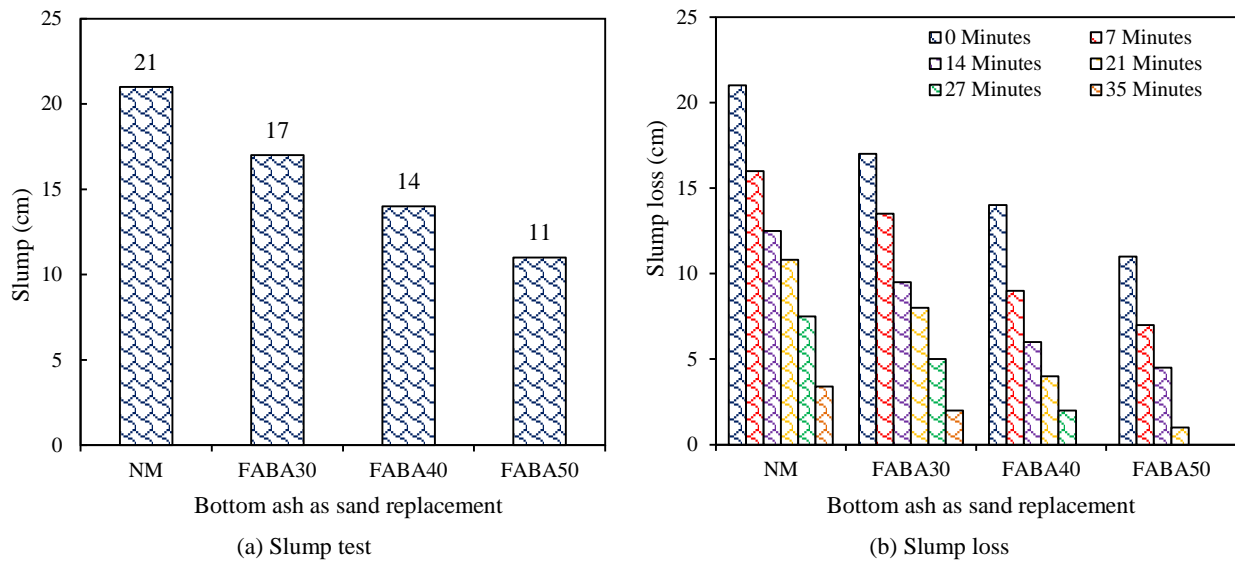 25
20
15
10
5
0
Slump (cm)
21
17
14
11
NM FABA30 FABA40 FABA50
Bottom ash as sand replacement
(a) Slump test
25
20
15
10
5
0
Slump loss (cm)
0 Minutes 7 Minutes
14 Minutes 21 Minutes
27 Minutes 35 Minutes
NM FABA30 FABA40 FABA50
Bottom ash as sand replacement
(b) Slump loss